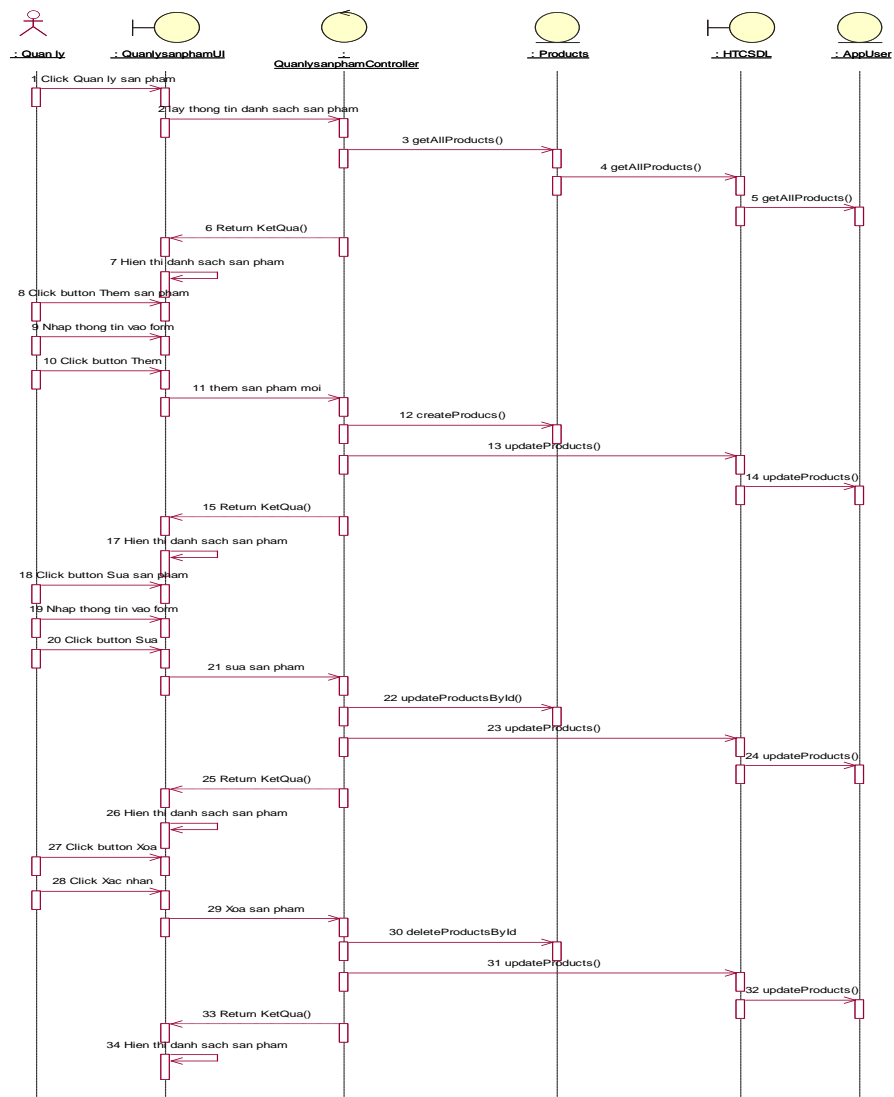 : Quan ly
: QuanlysanphamUI
:
QuanlysanphamController
: Products
: HTCSDL
: AppUser
1 Click Quan ly san pham
2 lay thong tin danh sach san pham
3 getAllProducts()
4 getAllProducts()
5 getAllProducts()
6 Return KetQua()
7 Hien thi danh sach san pham
8 Click button Them san pham
9 Nhap thong tin vao form
10 Click button Them
11 them san pham moi
12 createProducs()
13 updateProducts()
14 updateProducts()
15 Return KetQua()
17 Hien thi danh sach san pham
18 Click button Sua san pham
19 Nhap thong tin vao form
20 Click button Sua
21 sua san pham
22 updateProductsById()
23 updateProducts()
24 updateProducts()
25 Return KetQua()
26 Hien thi danh sach san pham
27 Click button Xoa
28 Click Xac nhan
29 Xoa san pham
30 deleteProductsById
31 updateProducts()
32 updateProducts()
33 Return KetQua()
34 Hien thi danh sach san pham